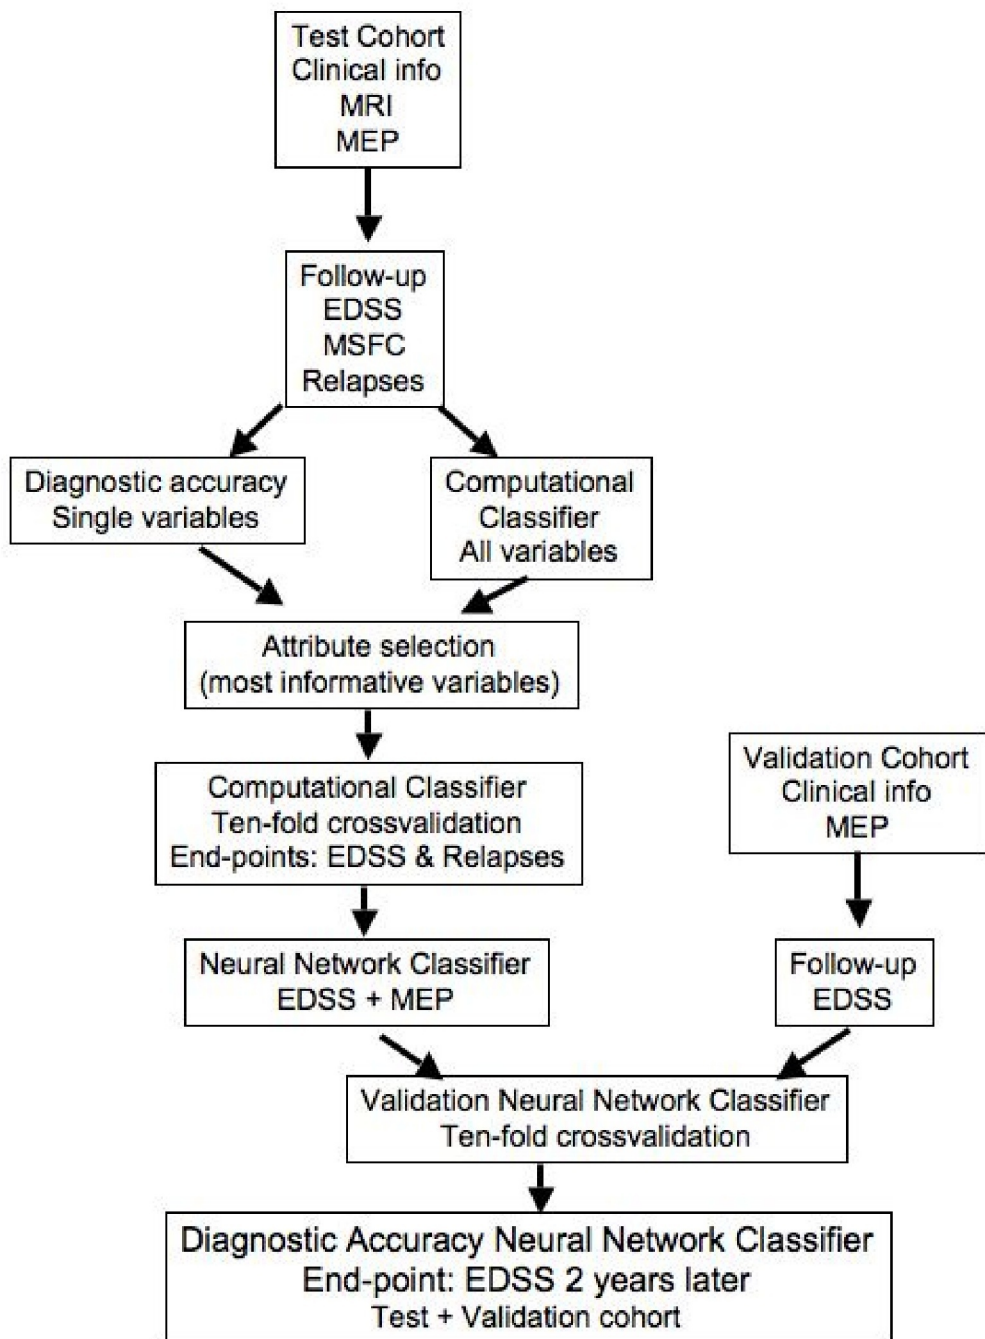 Test Cohort
Clinical info
MRI
MEP
Follow-up
EDSS
MSFC
Relapses
Diagnostic accuracy
Single variables
Computational
Classifier
All variables
Attribute selection
(most informative variables)
Computational Classifier
Ten-fold crossvalidation
End-points: EDSS & Relapses
Validation Cohort
Clinical info
MEP
Neural Network Classifier
EDSS + MEP
Follow-up
EDSS
Validation Neural Network Classifier
Ten-fold crossvalidation
Diagnostic Accuracy Neural Network Classifier
End-point: EDSS 2 years later
Test + Validation cohort